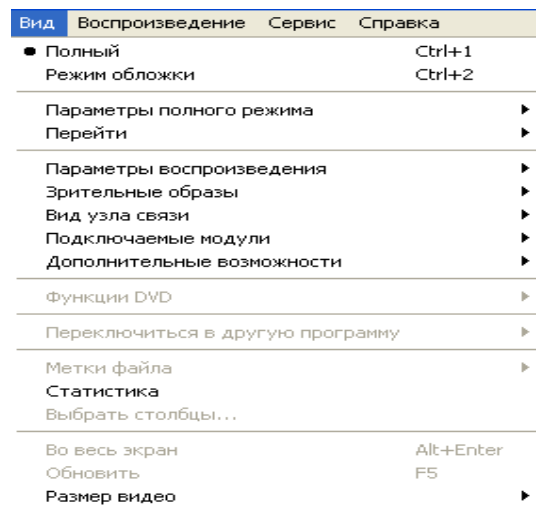 Вид Воспроизведение Сервис Справка
Полный Ctrl+1
Режим обложки Ctrl+2
Параметры полного режима
Перейти
Параметры воспроизведения
Зрительные образы
Вид узла связи
Подключаемые модули
Дополнительные возможности
Функции DVD
Переключиться в другую программу
Метки файла
Статистика
Выбрать столбцы...
Во весь экран Alt+Enter
Обновить F5
Размер видео